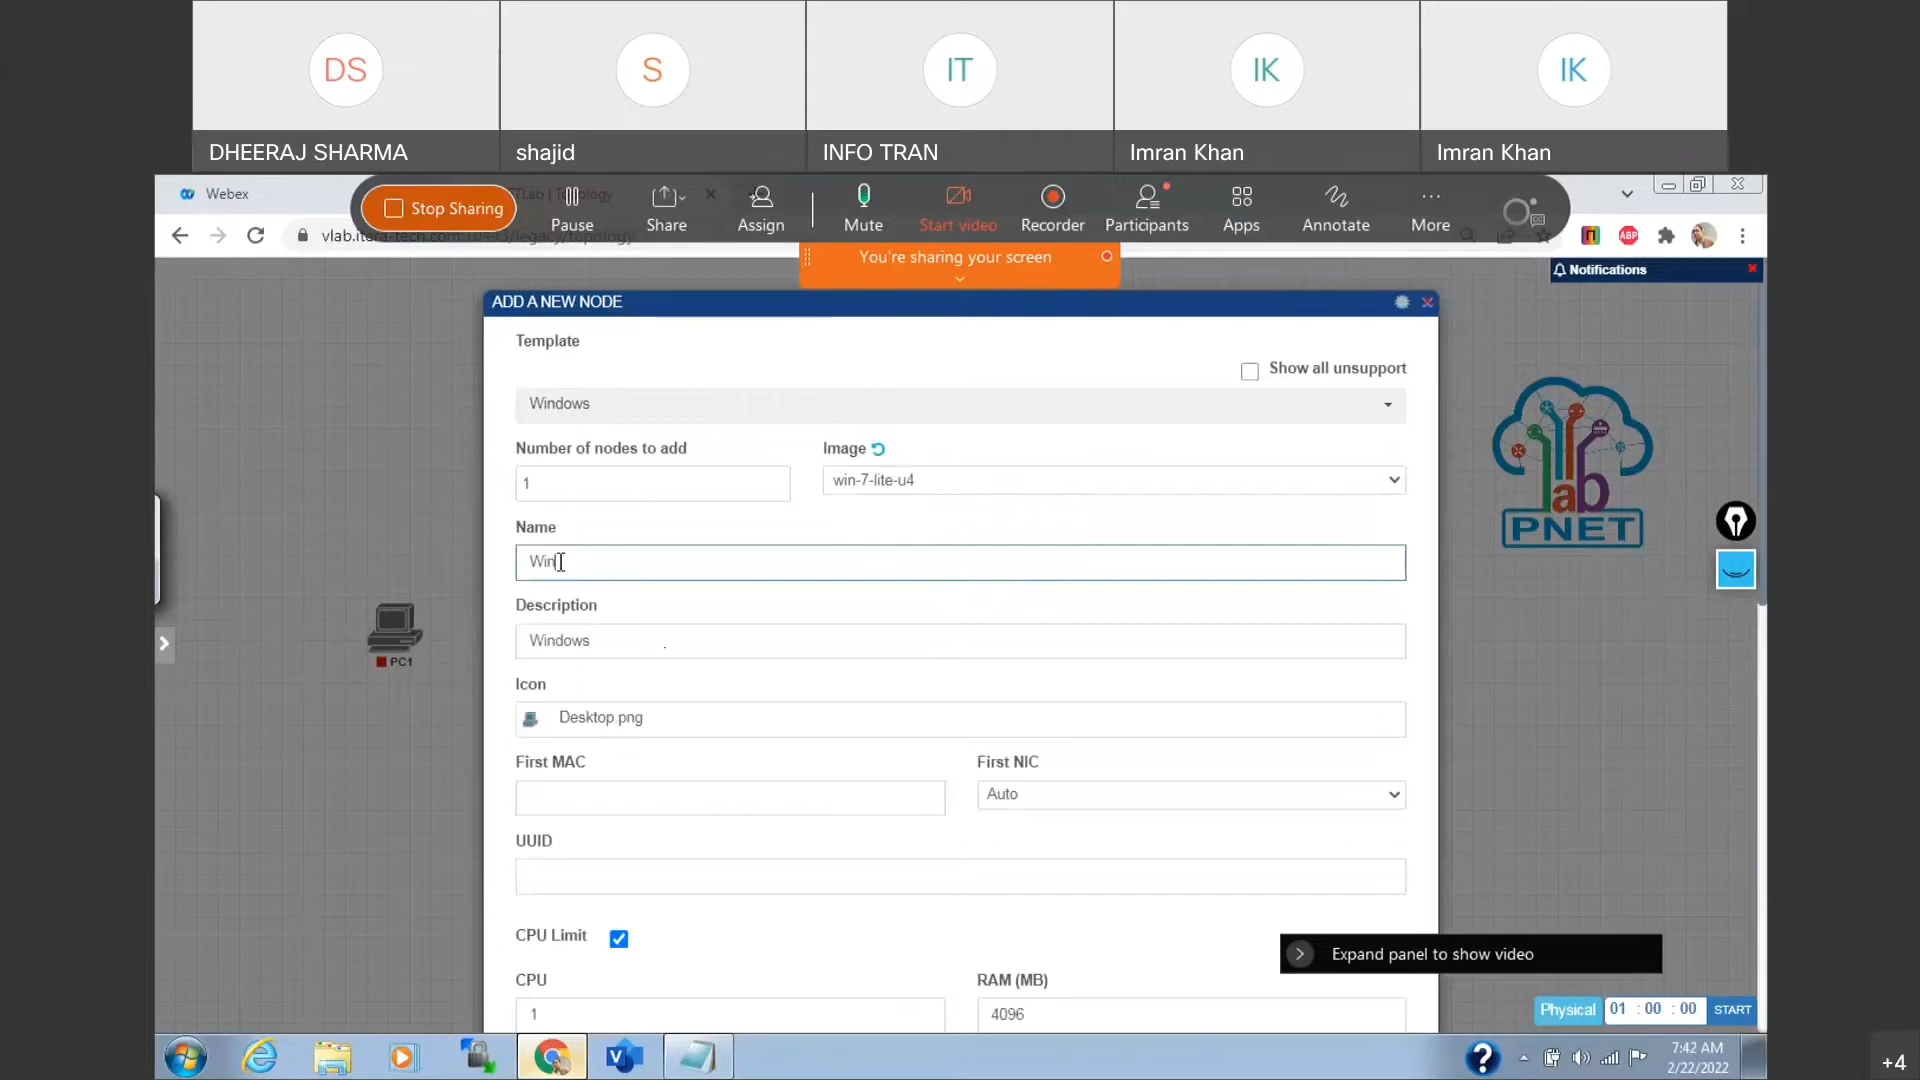 DS
S
IT
IK
IK
DHEERAJ SHARMA
shajid
INFO TRAN
Imran Khan
Imran Khan
Webex
Stop Sharing
Pause
Share
Assign
Mute
Start video
Recorder
Participants
Apps
Annotate
More
You're sharing your screen
Notifications
ABP
ADD A NEW NODE
Template
Show all unsupport
Windows
Number of nodes to add
Image
1
win-7-lite-u4
Name
Win
Description
Windows
Icon
Desktop.png
First MAC
First NIC
Auto
UUID
CPU Limit
CPU
RAM (MB)
1
4096
PC1
lab
PNET
Expand panel to show video
Physical
01 : 00 : 00
START
7:42 AM
2/22/2022
+4